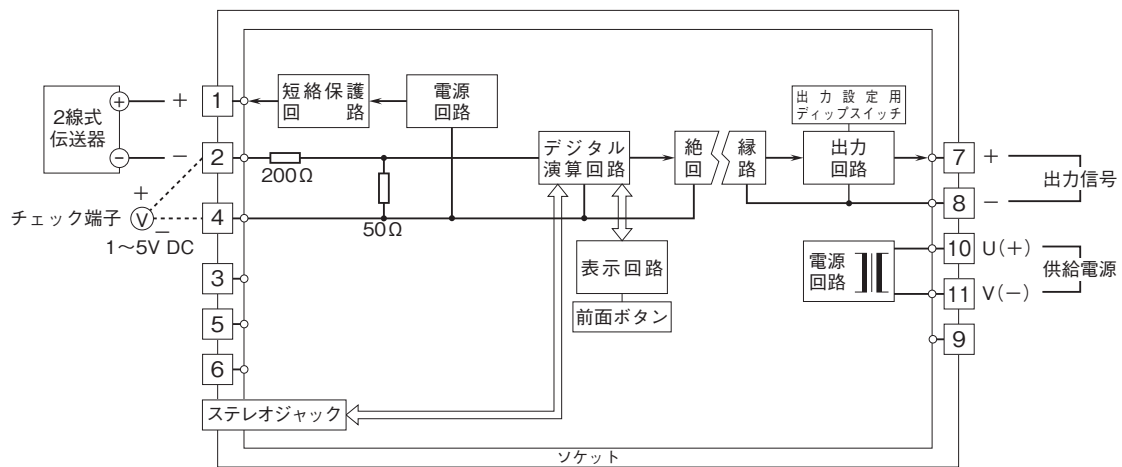 2線式
伝送器
+
−
+
−
1
2
4
3
5
6
短絡保護
回　　路
電源
回路
200Ω
50Ω
+
チェック端子
V
−
1〜5V DC
デジタル
演算回路
絶　縁
回　路
出力設定用
ディップスイッチ
出力
回路
表示回路
前面ボタン
電源
回路
7
+
出力信号
8
−
10
U(+)
供給電源
11
V(−)
9
ステレオジャック
ソケット